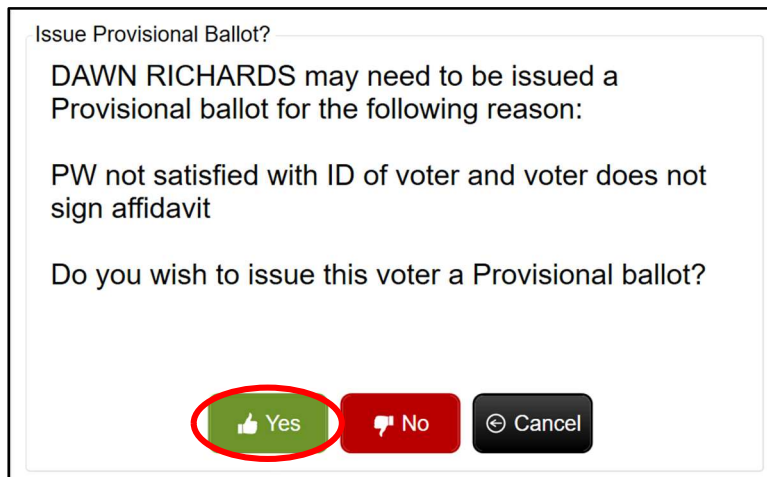 Issue Provisional Ballot?
DAWN RICHARDS may need to be issued a
Provisional ballot for the following reason:
PW not satisfied with ID of voter and voter does not
sign affidavit
Do you wish to issue this voter a Provisional ballot?
Yes No Cancel